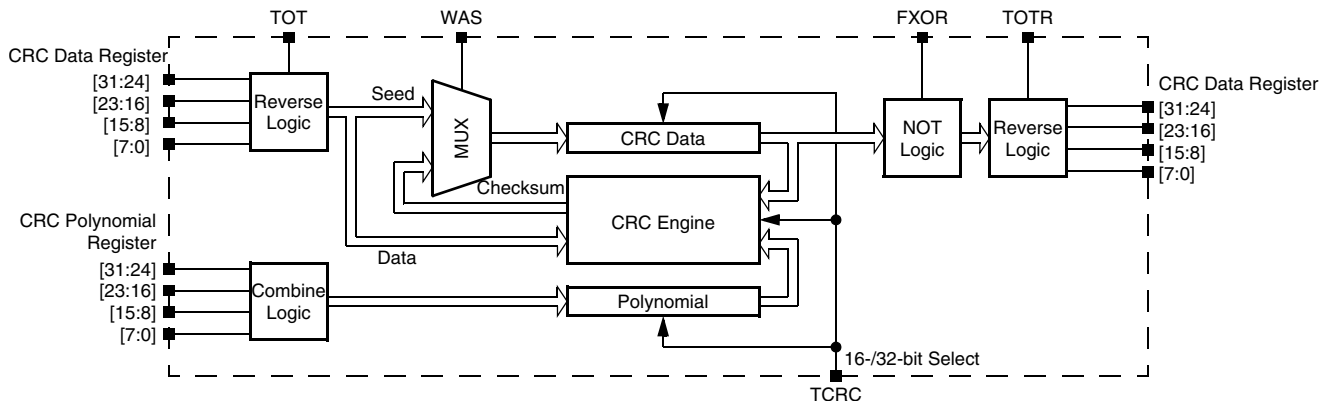 TOT
WAS
FXOR
TOTR
CRC Data Register
[31:24]
[23:16]
[15:8]
[7:0]
Reverse
Logic
Seed
MUX
CRC Data
NOT
Logic
Reverse
Logic
CRC Data Register
[31:24]
[23:16]
[15:8]
[7:0]
Checksum
CRC Engine
Data
CRC Polynomial
Register
[31:24]
[23:16]
[15:8]
[7:0]
Combine
Logic
Polynomial
16-/32-bit Select
TCRC